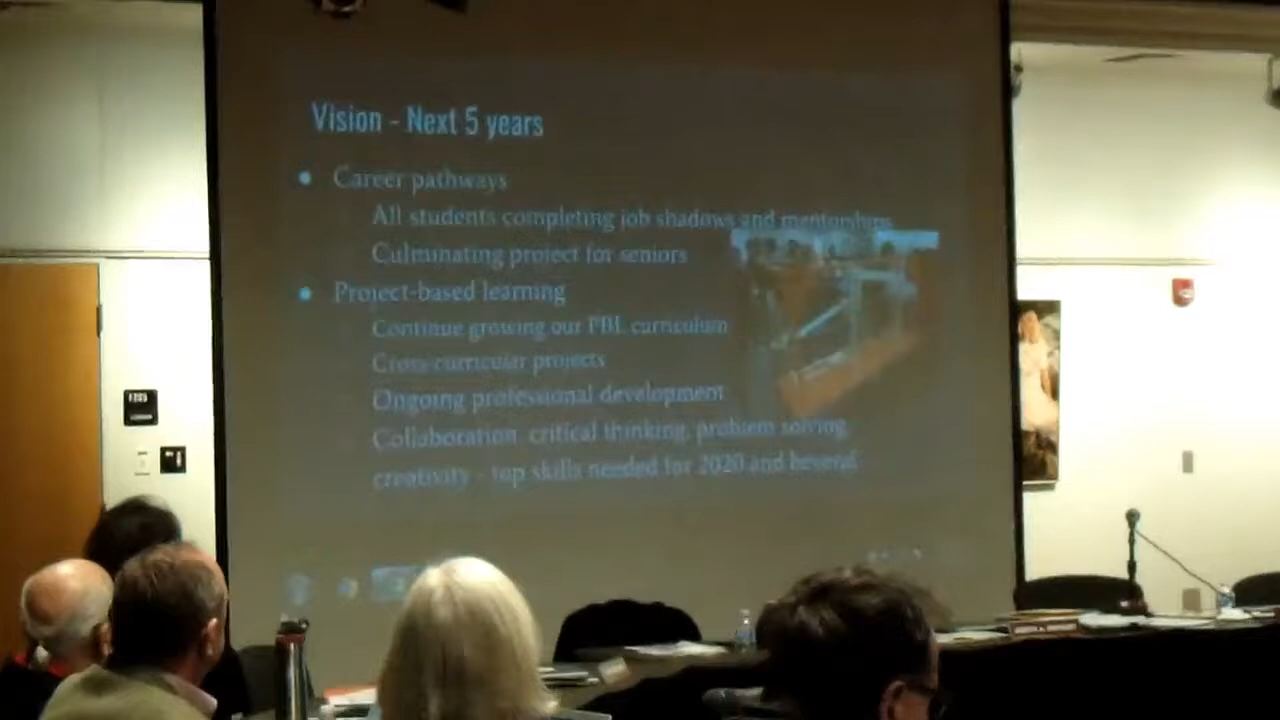 Vision - Next 5 years
Career pathways
All students completing job shadows and mentorships
Culminating project for seniors
Project-based learning
Continue growing our PBL curriculum
Cross-curricular projects
Ongoing professional development
Collaboration, critical thinking, problem solving,
creativity - top skills needed for 2020 and beyond